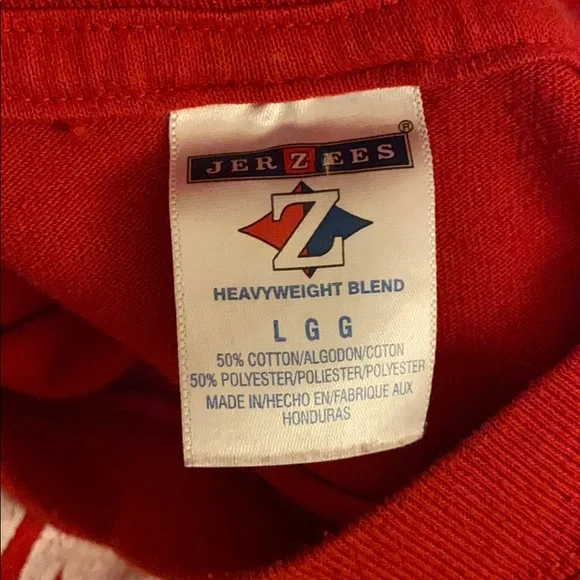 JERZEES®
Z
HEAVYWEIGHT BLEND
L G G
50% COTTON/ALGODON/COTON
50% POLYESTER/POLIESTER/POLYESTER
MADE IN/HECHO EN/FABRIQUE AUX
HONDURAS